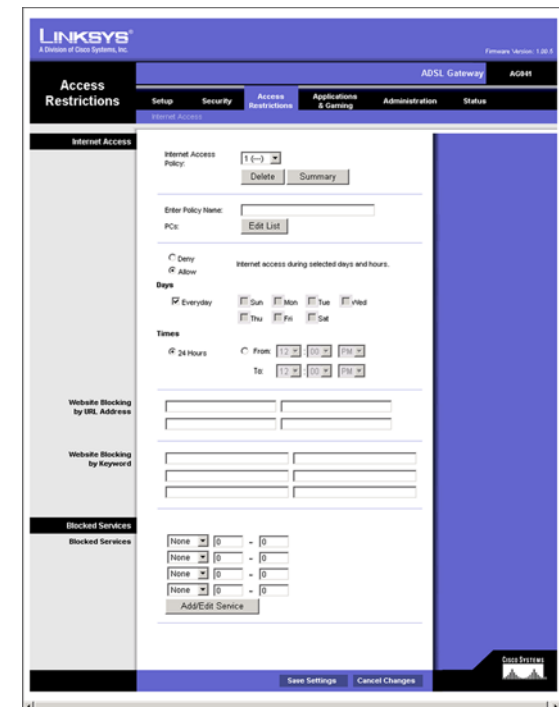 LINKSYS®
A Division of Cisco Systems, Inc.
Firmware Version: 1.00.5
ADSL Gateway AG041
Access Restrictions
Setup Security Access Restrictions Applications & Gaming Administration Status
Internet Access
Internet Access
Internet Access Policy: 1 (---)
Delete Summary
Enter Policy Name:
PCs: Edit List
Deny
Allow
Internet access during selected days and hours.
Days
Everyday Sun Mon Tue Wed
Thu Fri Sat
Times
24 Hours From: 12 : 00 PM
To: 12 : 00 PM
Website Blocking by URL Address
Website Blocking by Keyword
Blocked Services
Blocked Services
None 0 - 0
None 0 - 0
None 0 - 0
None 0 - 0
Add/Edit Service
Save Settings Cancel Changes
CISCO SYSTEMS